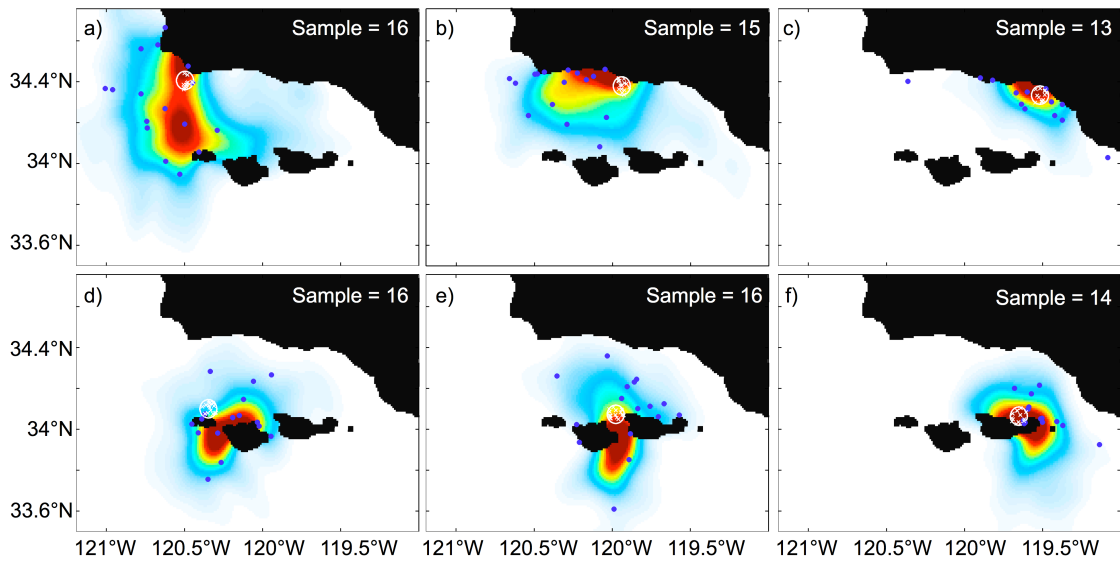 a) Sample = 16 b) Sample = 15 c) Sample = 13
34.4°N
34°N
33.6°N
d) Sample = 16 e) Sample = 16 f) Sample = 14
34.4°N
34°N
33.6°N
121°W 120.5°W 120°W 119.5°W 121°W 120.5°W 120°W 119.5°W 121°W 120.5°W 120°W 119.5°W